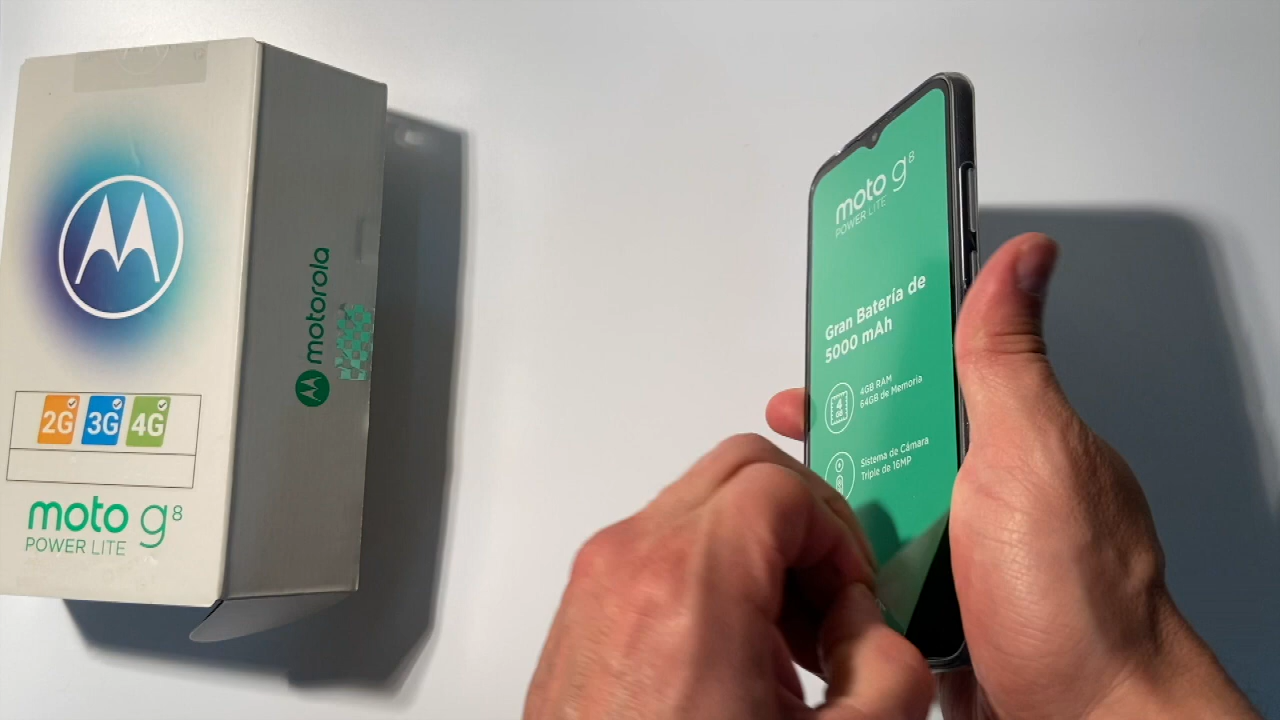 2G 3G 4G
moto g8
POWER LITE
motorola
moto g8
POWER LITE
Gran Batería de
5000 mAh
4GB RAM
64GB de Memoria
Sistema de Cámara
Triple de 16MP